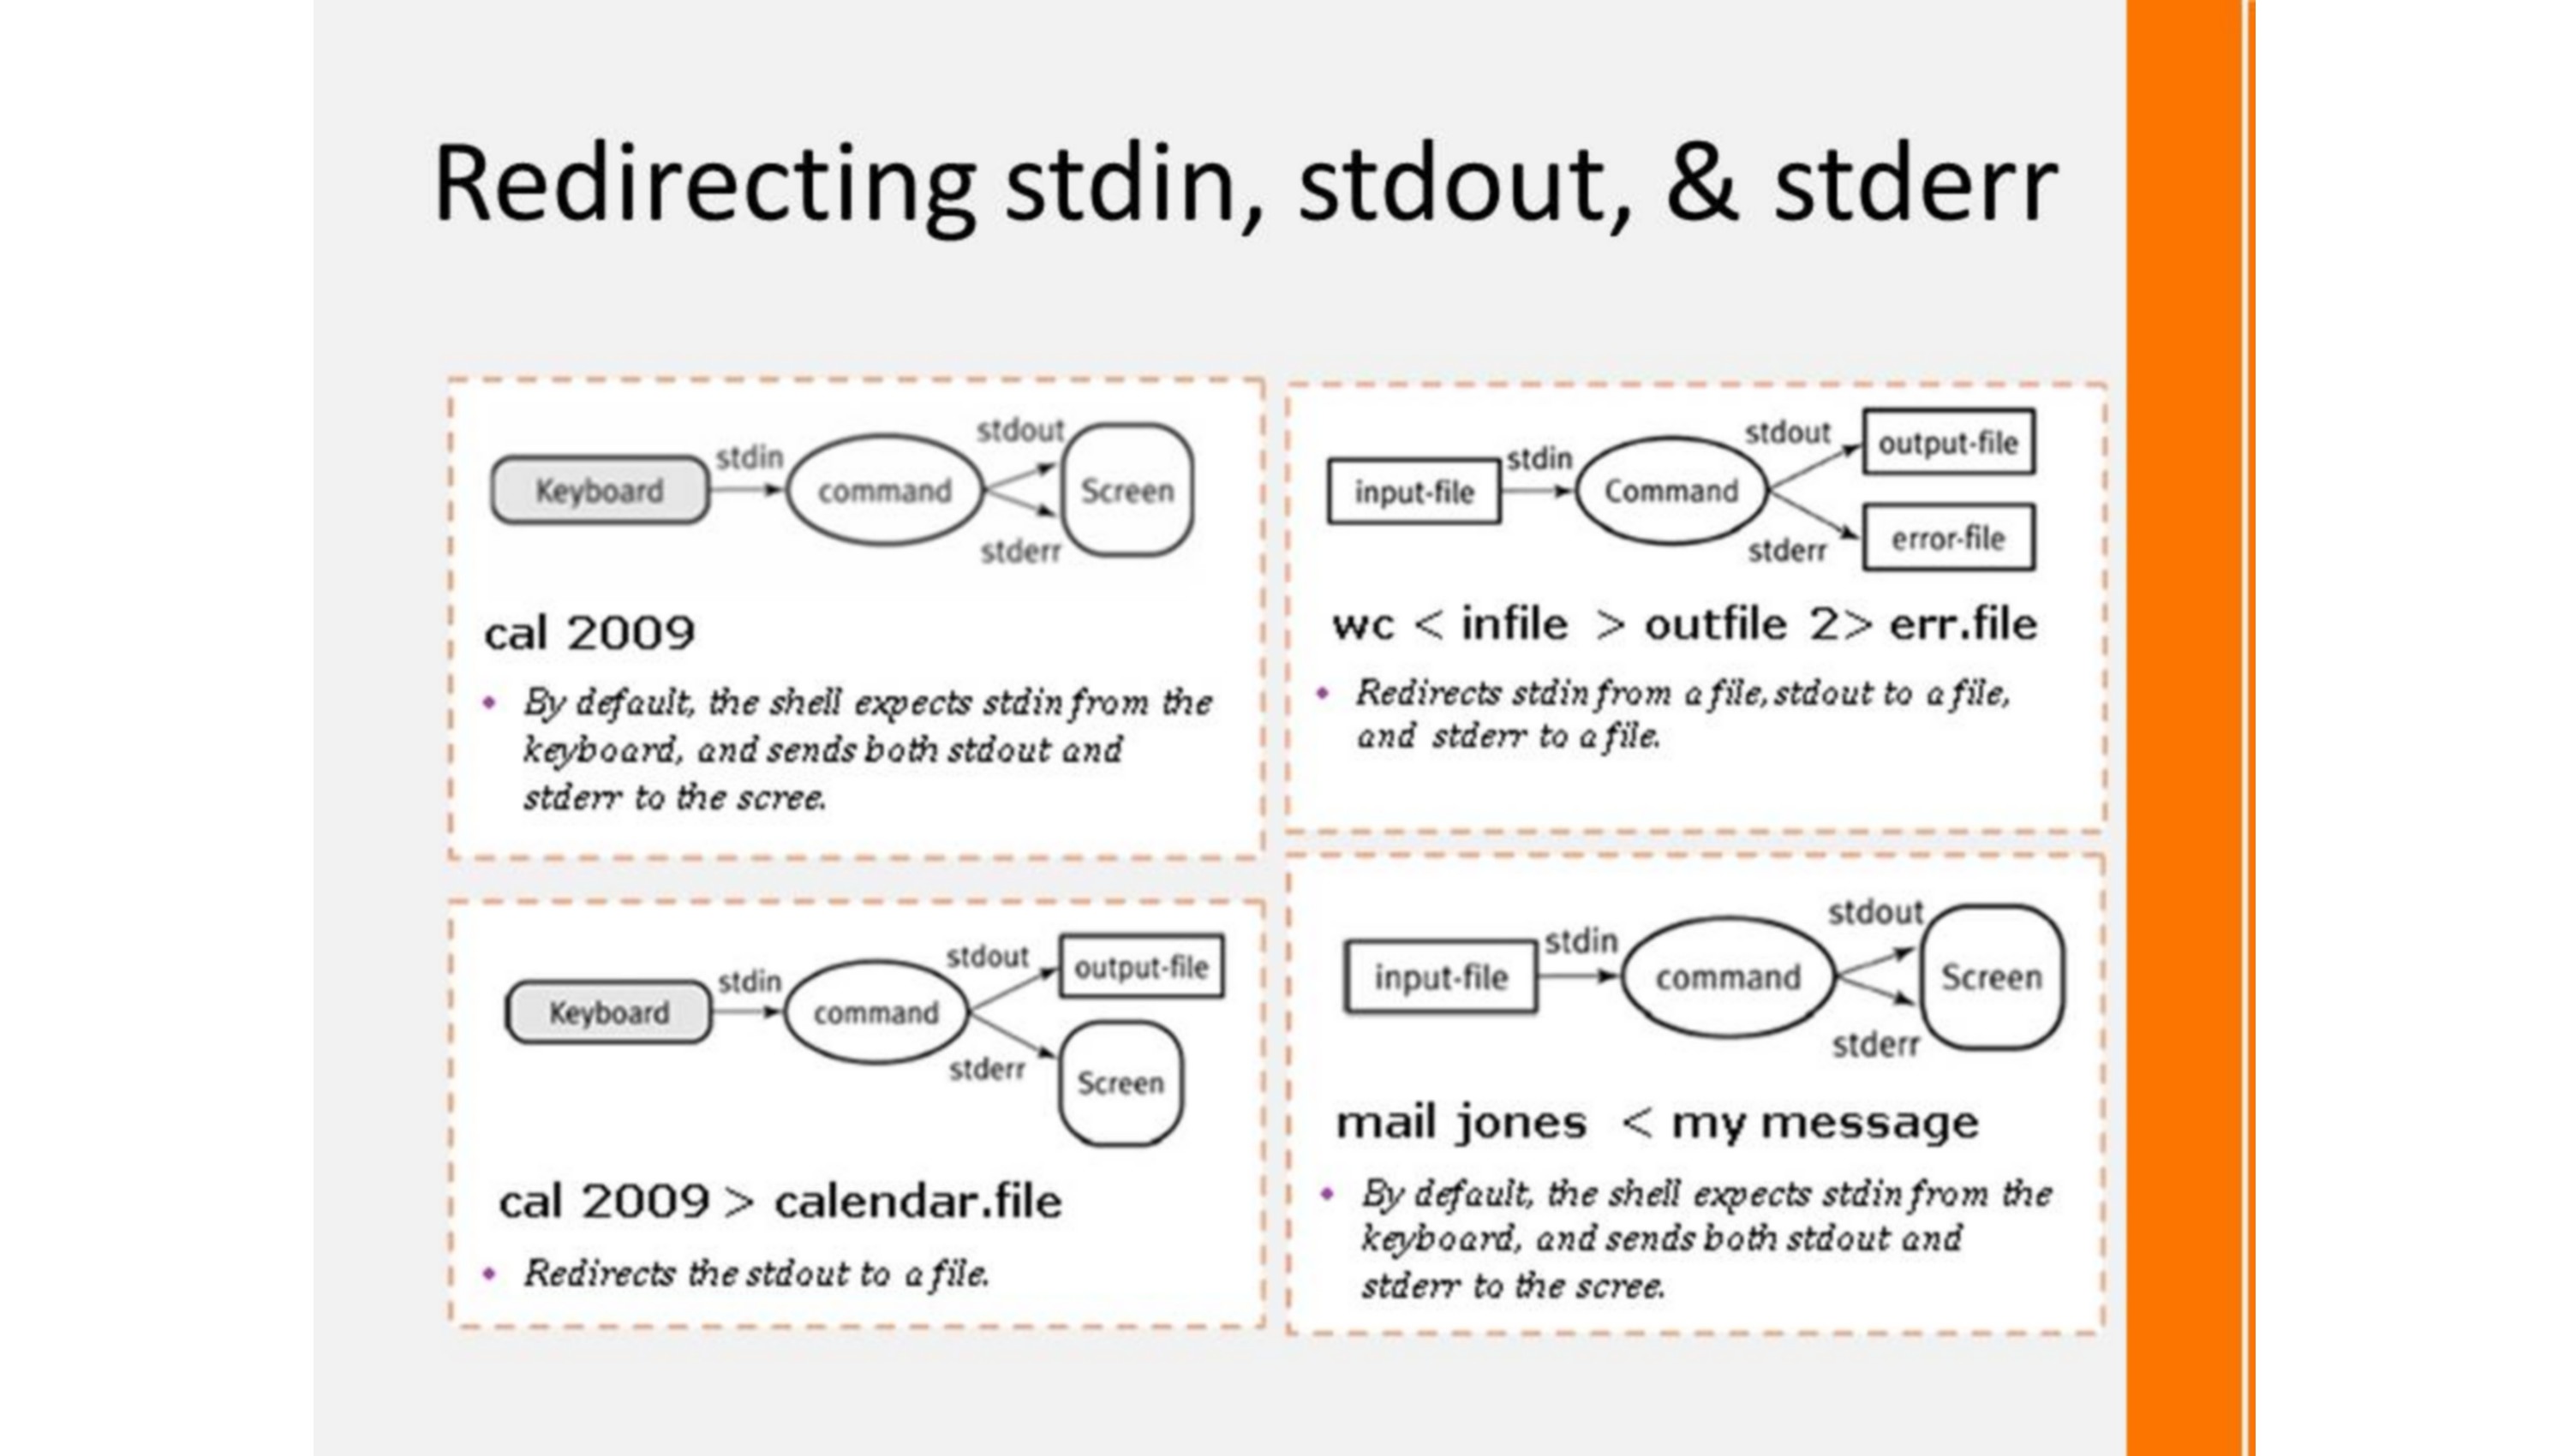 Redirecting stdin, stdout, & stderr
stdout
stdin
Keyboard
command
Screen
stderr
cal 2009
• By default, the shell expects stdin from the
keyboard, and sends both stdout and
stderr to the scree.
stdout
output-file
stdin
input-file
Command
error-file
stderr
wc < infile > outfile 2> err.file
• Redirects stdin from a file, stdout to a file,
and stderr to a file.
stdout
output-file
stdin
Keyboard
command
stderr
Screen
cal 2009 > calendar.file
• Redirects the stdout to a file.
stdout
stdin
input-file
command
Screen
stderr
mail jones < my message
• By default, the shell expects stdin from the
keyboard, and sends both stdout and
stderr to the scree.